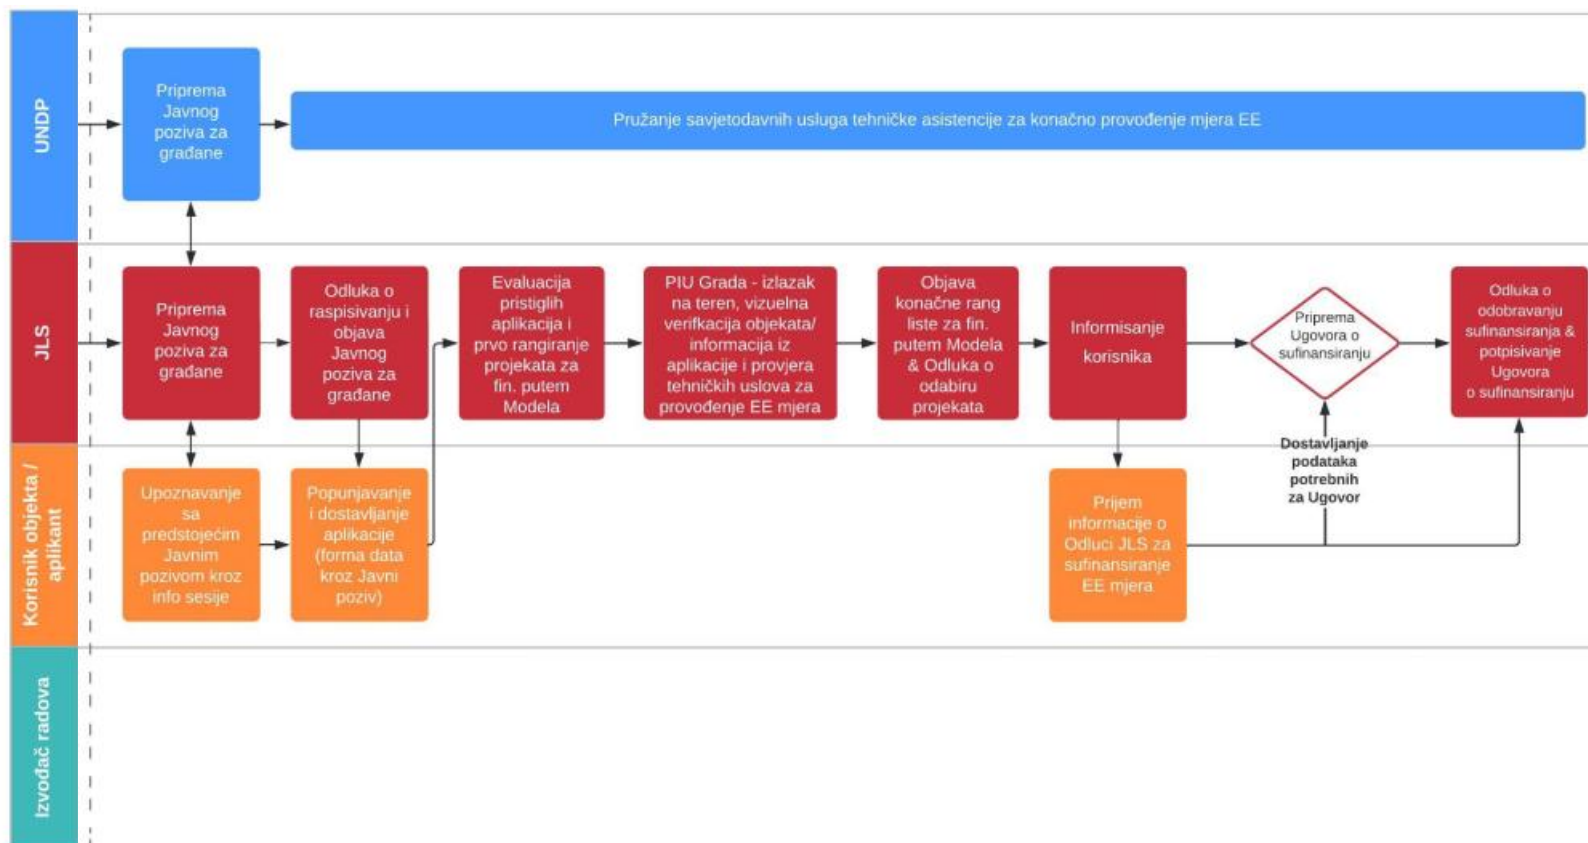 UNDP
Priprema
Javnog
poziva za
građane
Pružanje savjetodavnih usluga tehničke asistencije za konačno provođenje mjera EE
JLS
Priprema
Javnog
poziva za
građane
Odluka o
raspisivanju i
objava
Javnog
poziva za
građane
Evaluacija
pristiglih
aplikacija i
prvo rangiranje
projekata za
fin. putem
Modela
PIU Grada - izlazak
na teren, vizuelna
verifkacija objekata/
informacija iz
aplikacije i provjera
tehničkih uslova za
provođenje EE mjera
Objava
konačne rang
liste za fin.
putem Modela
& Odluka o
odabiru
projekata
Informisanje
korisnika
Priprema
Ugovora o
sufinansiranju
Odluka o
odobravanju
sufinansiranja &
potpisivanje
Ugovora
o sufinansiranju
Korisnik objekta /
aplikant
Upoznavanje
sa
predstojećim
Javnim
pozivom kroz
info sesije
Popunjavanje
i dostavljanje
aplikacije
(forma data
kroz Javni
poziv)
Prijem
informacije o
Odluci JLS za
sufinansiranje
EE mjera
Dostavljanje
podataka
potrebnih
za Ugovor
Izvođač radova